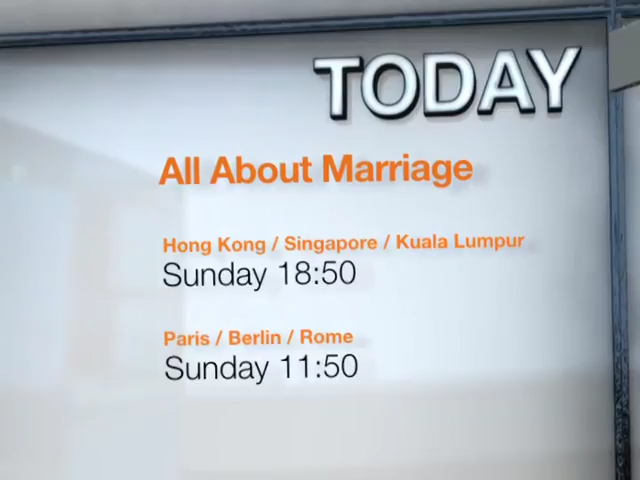 TODAY
All About Marriage
Hong Kong / Singapore / Kuala Lumpur
Sunday 18:50
Paris / Berlin / Rome
Sunday 11:50